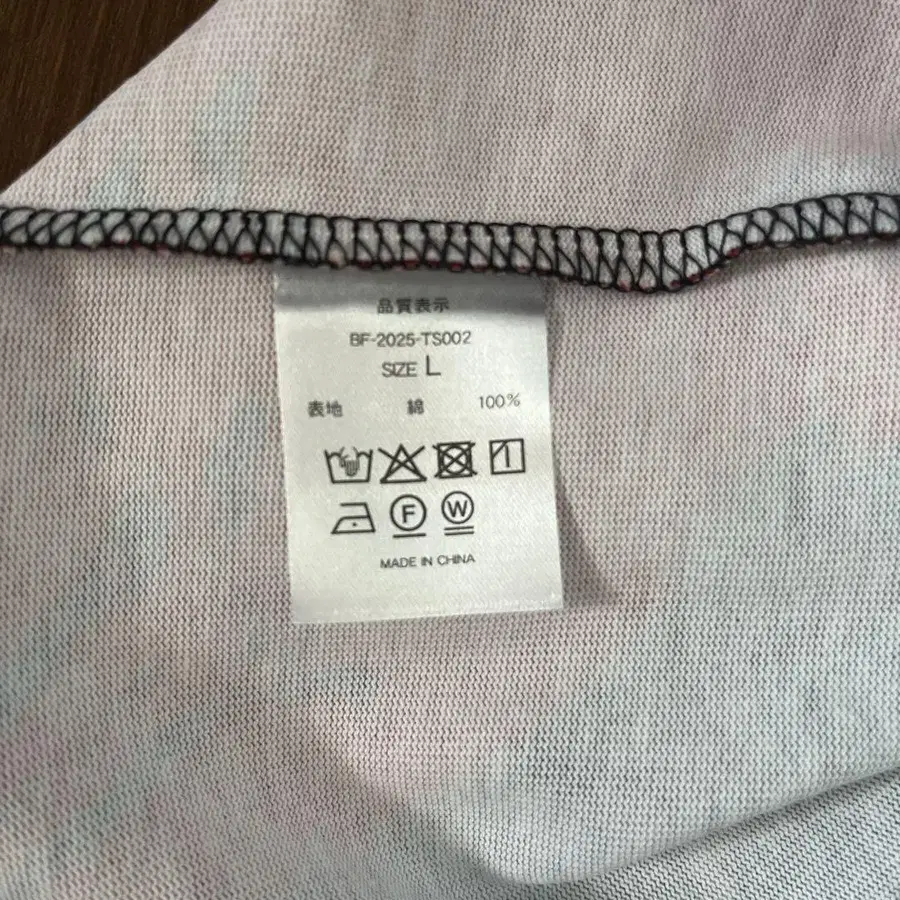 品質表示
BF-2025-TS002
SIZE L
表地 綿 100%
F W
MADE IN CHINA